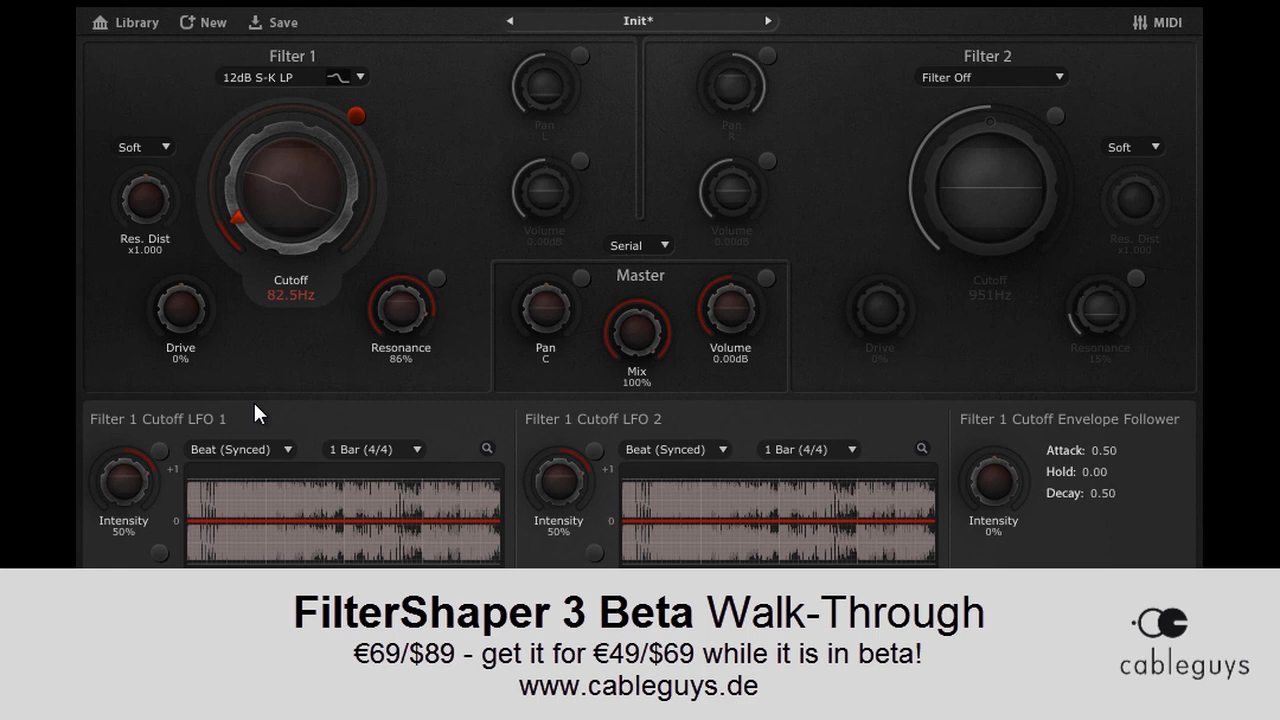 Library New Save Init* MIDI
Filter 1
12dB S-K LP
Filter 2
Filter Off
Soft
Res. Dist
x1.000
Cutoff
82.5Hz
Drive
0%
Resonance
86%
Pan
L
Volume
0.00dB
Pan
R
Volume
0.00dB
Serial
Master
Pan
C
Mix
100%
Volume
0.00dB
Soft
Res. Dist
x1.000
Cutoff
951Hz
Drive
0%
Resonance
15%
Filter 1 Cutoff LFO 1
Beat (Synced) 1 Bar (4/4)
+1
0
Intensity
50%
Filter 1 Cutoff LFO 2
Beat (Synced) 1 Bar (4/4)
+1
0
Intensity
50%
Filter 1 Cutoff Envelope Follower
Attack: 0.50
Hold: 0.00
Decay: 0.50
Intensity
0%
FilterShaper 3 Beta Walk-Through
€69/$89 - get it for €49/$69 while it is in beta!
www.cableguys.de
cableguys